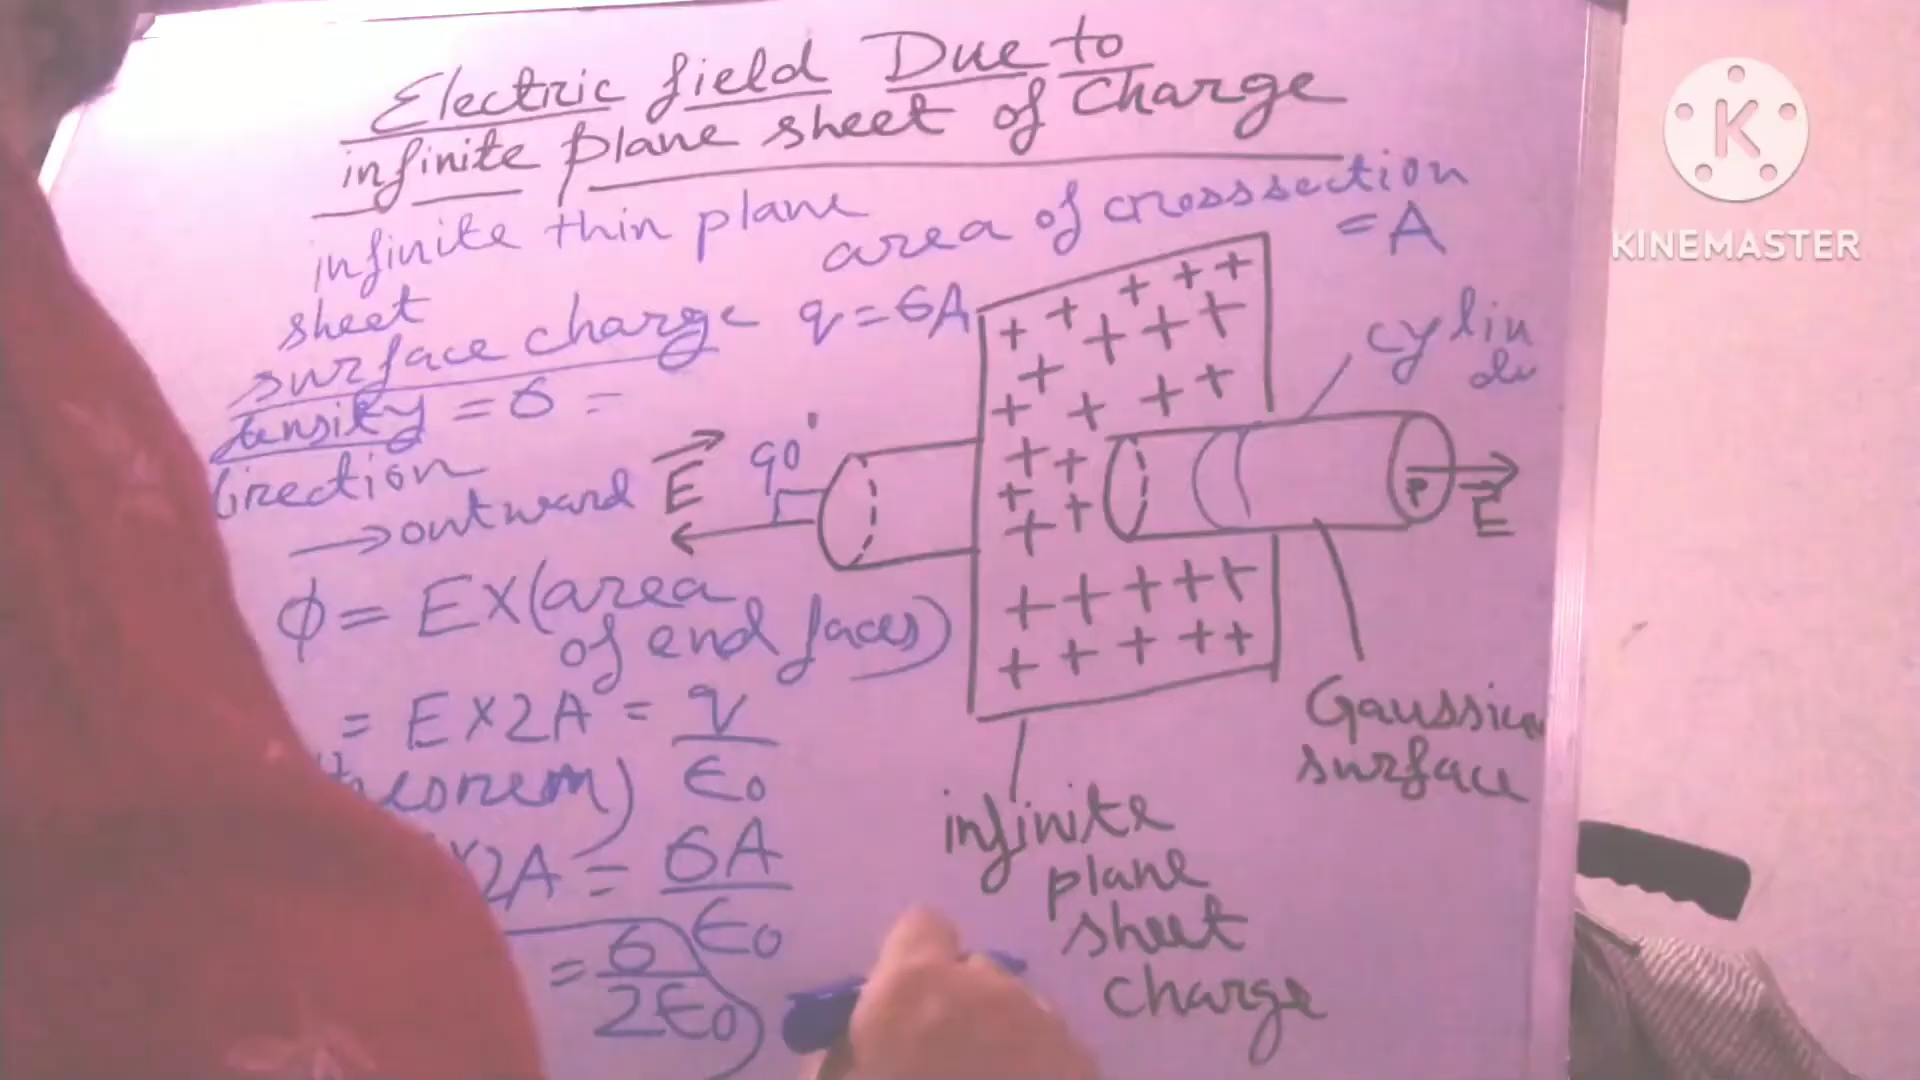 Electric field Due to
infinite plane sheet of Charge
infinite thin plane
sheet
area of crosssection
= A
surface charge
density = σ =
q = σA
direction
→ outward
E
90°
cylin
de
P
E
ϕ = E×(area
of end faces)
= E×2A = q/ϵ0
theorem)
×2A = σA/ϵ0
= σ/2ϵ0
Gaussian
surface
infinite
plane
sheet
charge
K
KINEMASTER